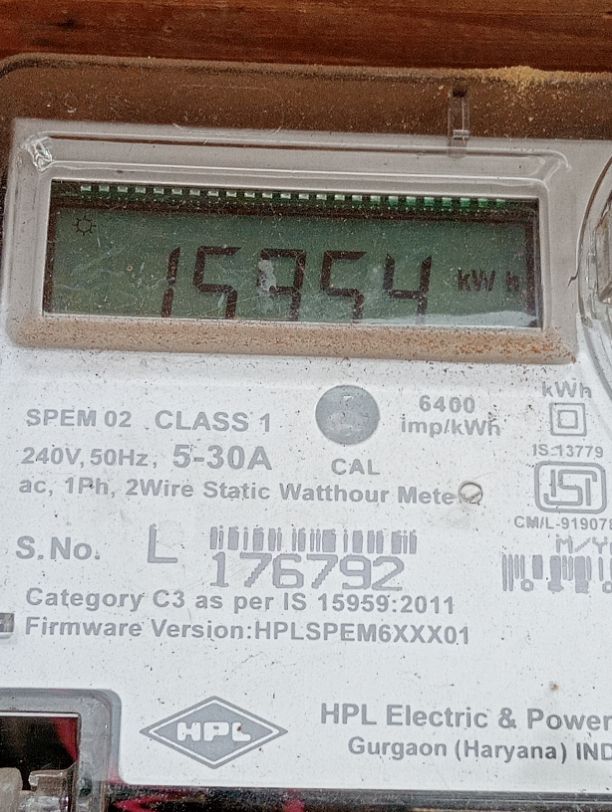 15954 kWh
SPEM 02 CLASS 1
6400
imp/kWh
kWh
240V, 50Hz, 5-30A
CAL
IS:13779
ac, 1Ph, 2Wire Static Watthour Meter
ISI
S.No. L 176792
Category C3 as per IS 15959:2011
Firmware Version:HPLSPEM6XXX01
HPL
HPL Electric & Power
Gurgaon (Haryana)